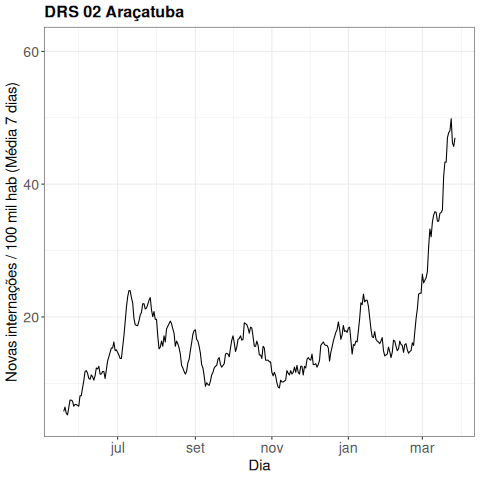 DRS 02 Araçatuba
Novas internações / 100 mil hab (Média 7 dias)
60
40
20
jul
set
nov
jan
mar
Dia